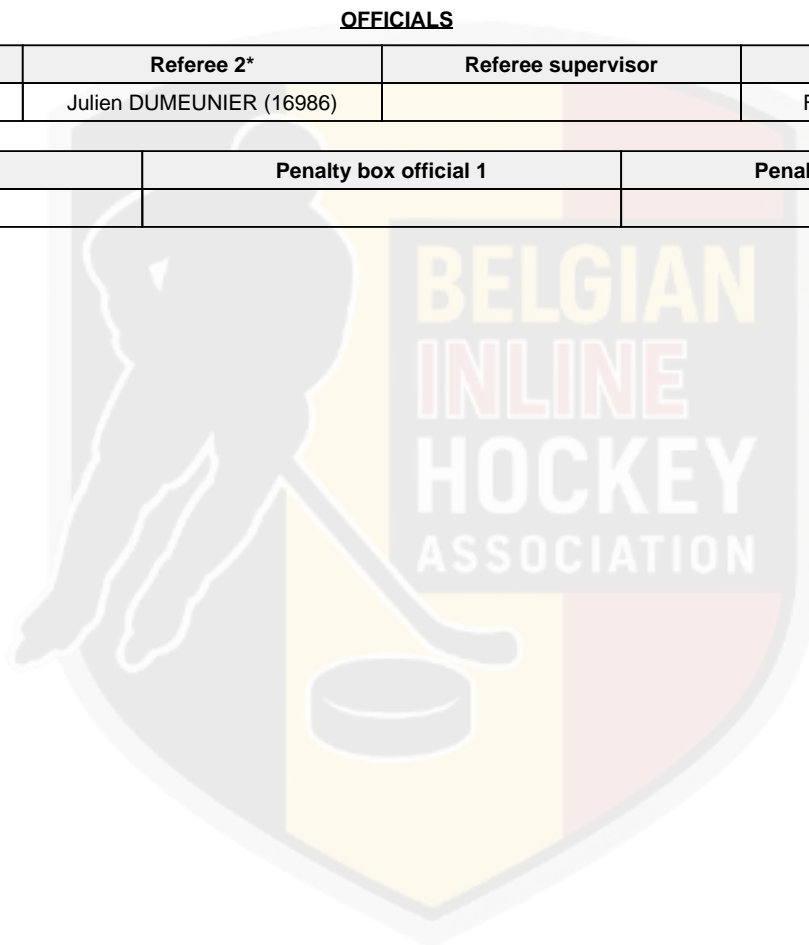 OFFICIALS
Referee 2* Referee supervisor
Julien DUMEUNIER (16986)
Penalty box official 1
BELGIAN
INLINE
HOCKEY
ASSOCIATION